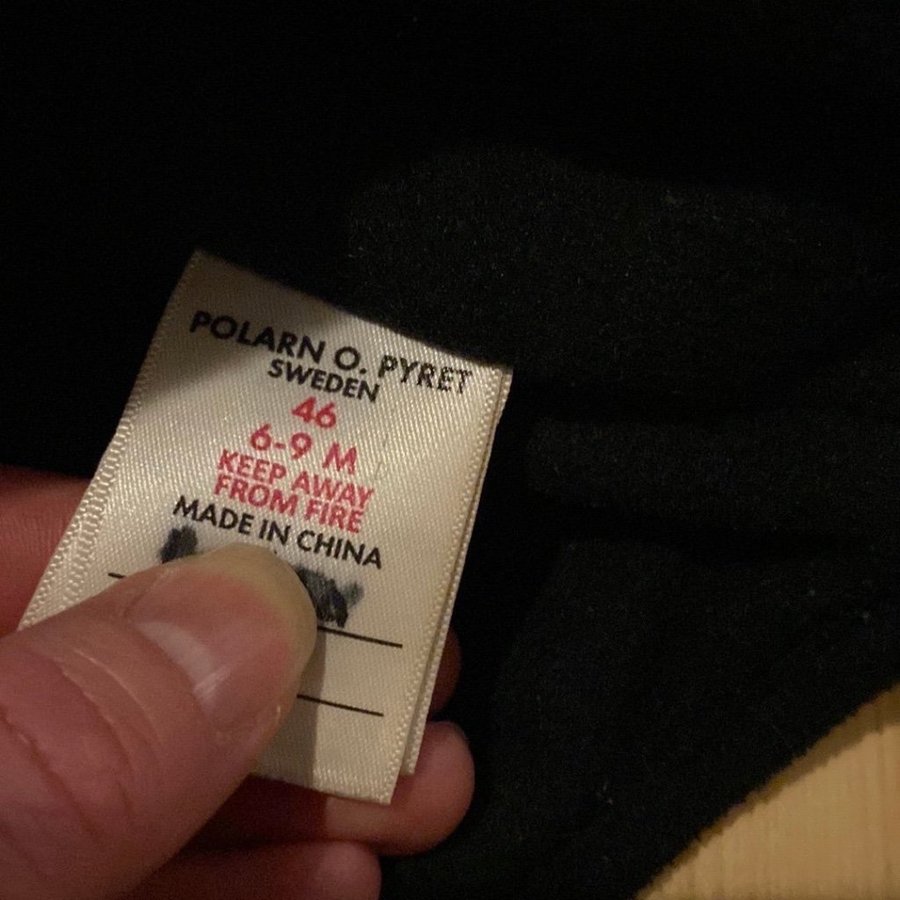 POLARN O. PYRET
SWEDEN
46
6-9 M
KEEP AWAY
FROM FIRE
MADE IN CHINA